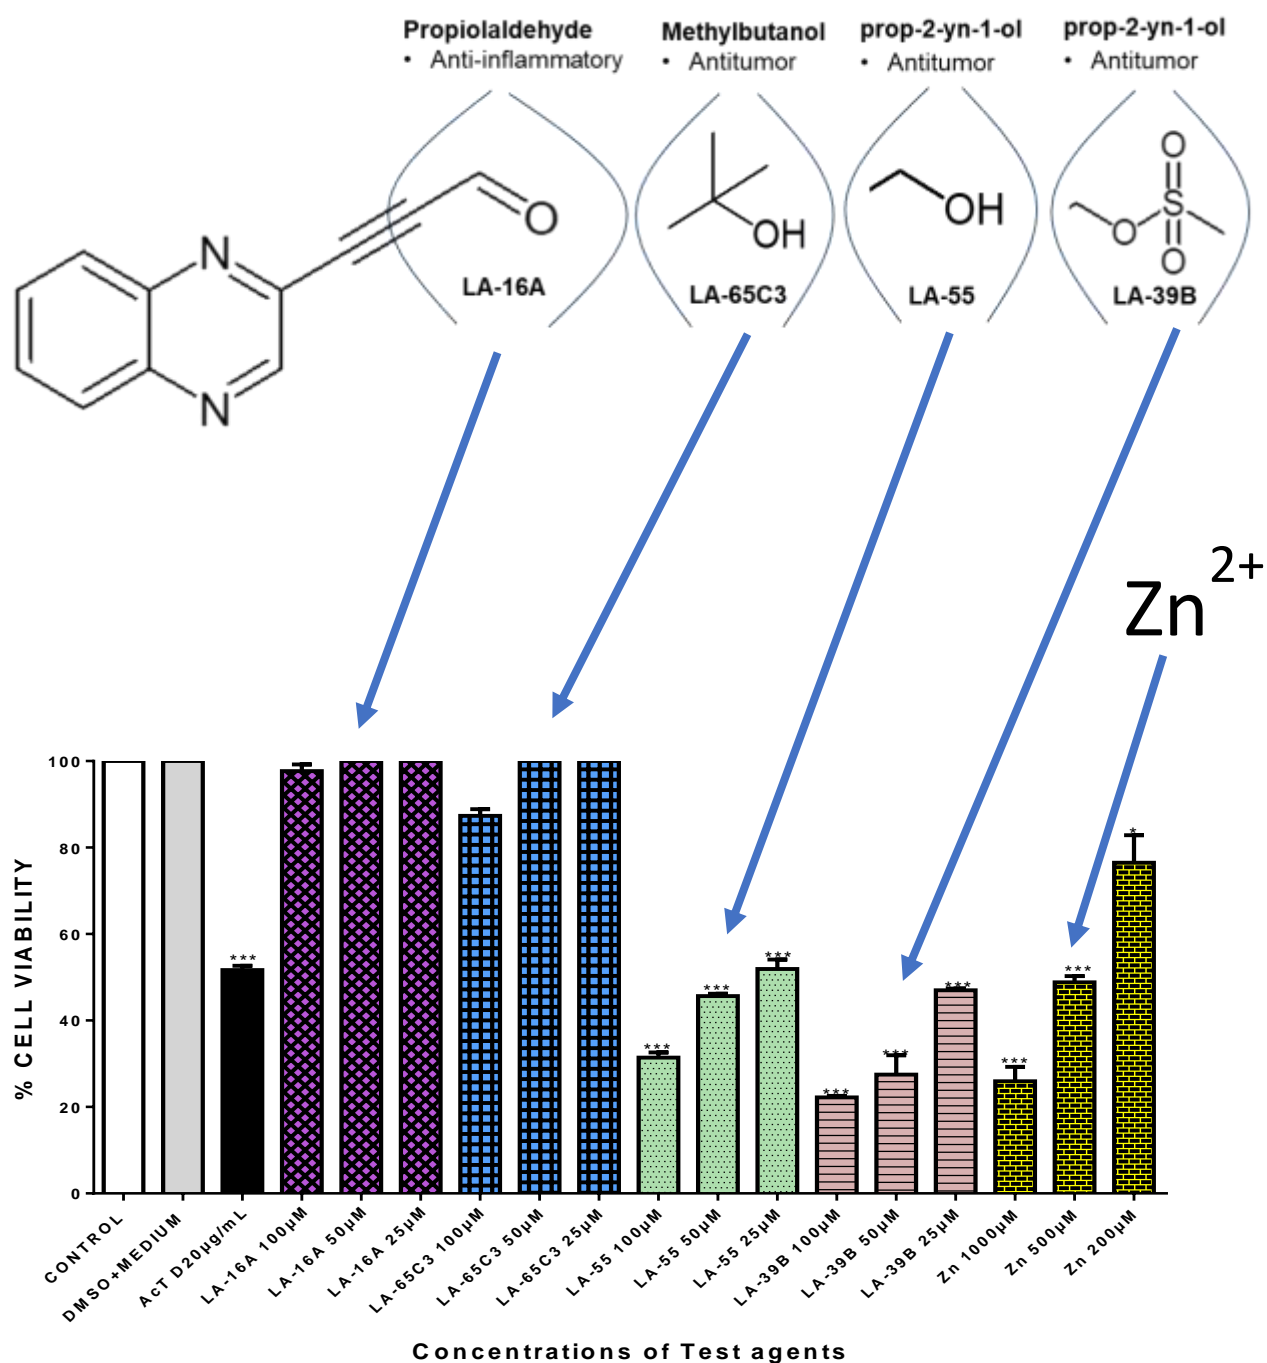 Propiolaldehyde
• Anti-inflammatory
Methylbutanol
• Antitumor
prop-2-yn-1-ol
• Antitumor
prop-2-yn-1-ol
• Antitumor
N
N
O
LA-16A
OH
LA-65C3
OH
LA-55
O
S
O
O
LA-39B
Zn 2+
% CELL VIABILITY
100
80
60
40
20
0
***
***
***
***
***
***
***
***
***
*
CONTROL
DMSO+MEDIUM
AcT D20µg/mL
LA-16A 100µM
LA-16A 50µM
LA-16A 25µM
LA-65C3 100µM
LA-65C3 50µM
LA-65C3 25µM
LA-55 100µM
LA-55 50µM
LA-55 25µM
LA-39B 100µM
LA-39B 50µM
LA-39B 25µM
Zn 1000µM
Zn 500µM
Zn 200µM
Concentrations of Test agents